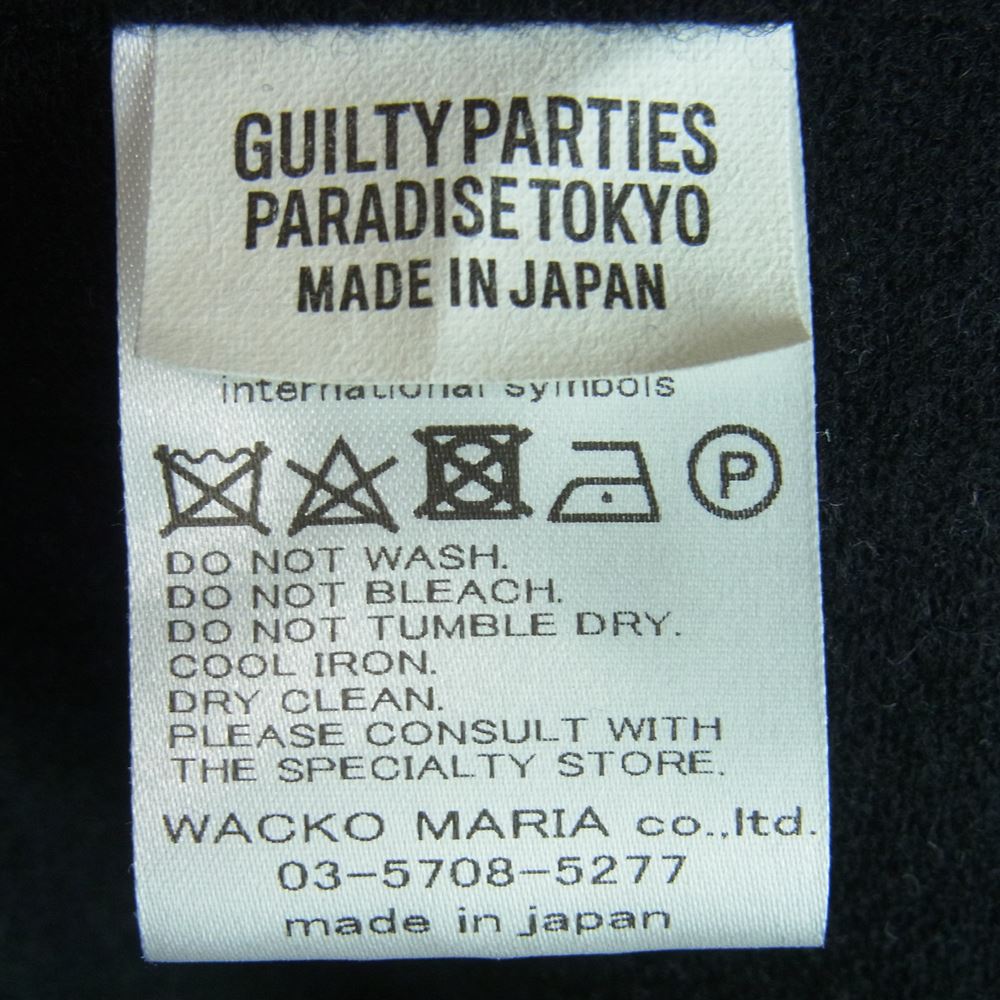 GUILTY PARTIES
PARADISE TOKYO
MADE IN JAPAN
international symbols
P
DO NOT WASH.
DO NOT BLEACH.
DO NOT TUMBLE DRY.
COOL IRON.
DRY CLEAN.
PLEASE CONSULT WITH
THE SPECIALTY STORE.
WACKO MARIA co.,ltd.
03-5708-5277
made in japan